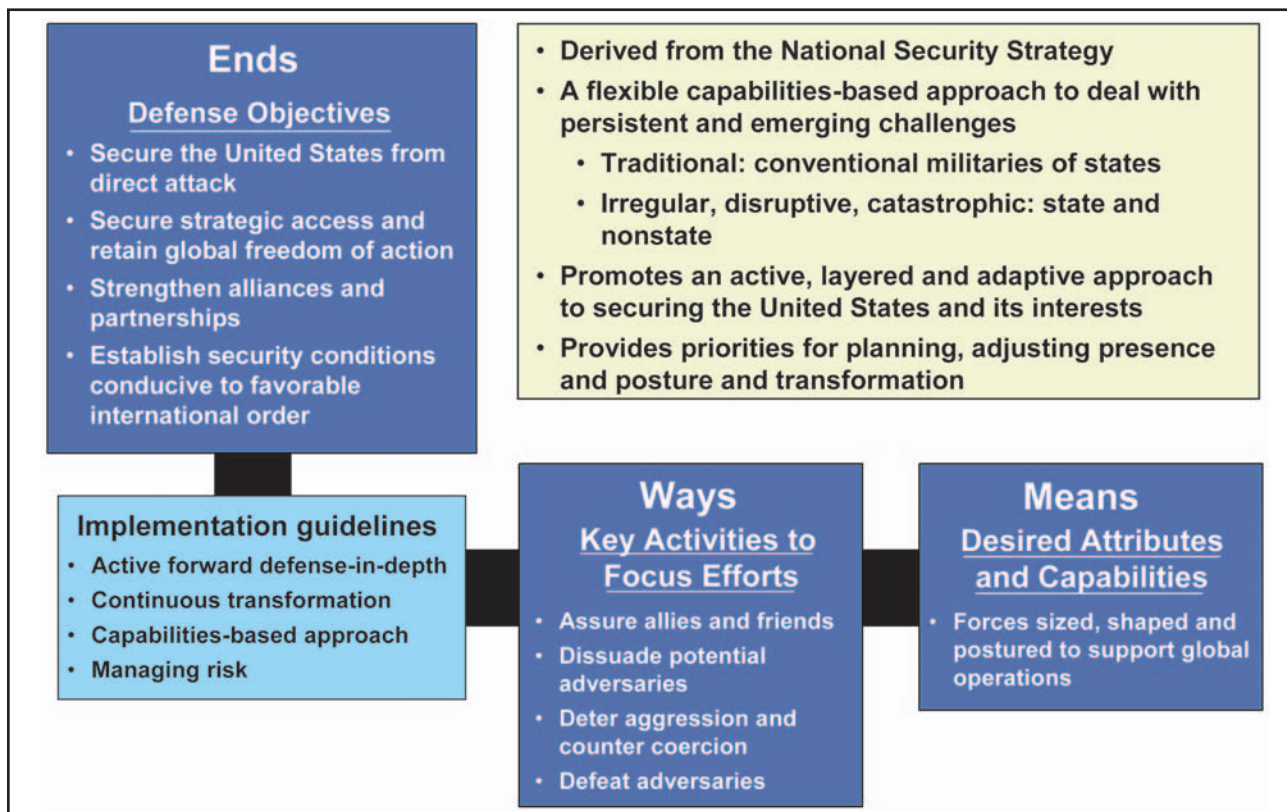 Ends
Defense Objectives
• Secure the United States from
direct attack
• Secure strategic access and
retain global freedom of action
• Strengthen alliances and
partnerships
• Establish security conditions
conducive to favorable
international order
• Derived from the National Security Strategy
• A flexible capabilities-based approach to deal with
persistent and emerging challenges
• Traditional: conventional militaries of states
• Irregular, disruptive, catastrophic: state and
nonstate
• Promotes an active, layered and adaptive approach
to securing the United States and its interests
• Provides priorities for planning, adjusting presence
and posture and transformation
Implementation guidelines
• Active forward defense-in-depth
• Continuous transformation
• Capabilities-based approach
• Managing risk
Ways
Key Activities to
Focus Efforts
• Assure allies and friends
• Dissuade potential
adversaries
• Deter aggression and
counter coercion
• Defeat adversaries
Means
Desired Attributes
and Capabilities
• Forces sized, shaped and
postured to support global
operations